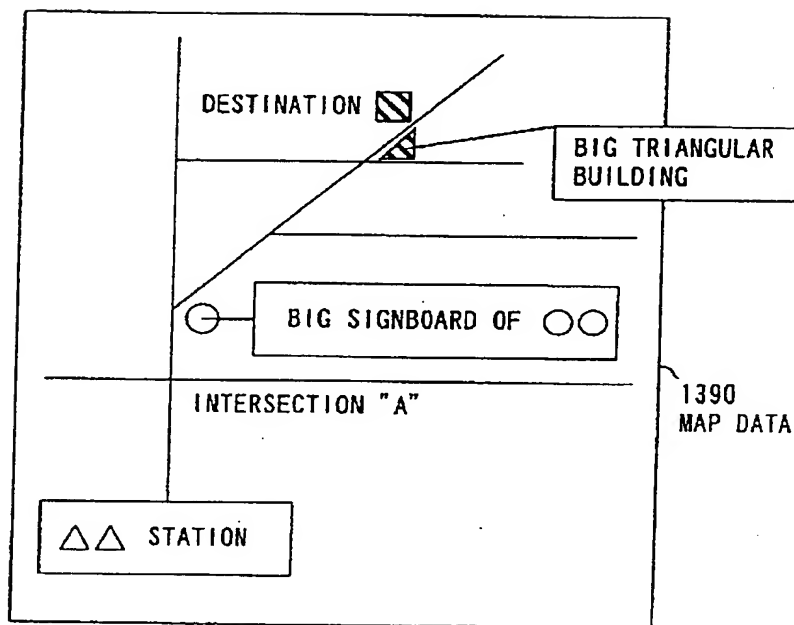 DESTINATION
BIG TRIANGULAR
BUILDING
BIG SIGNBOARD OF ○○
INTERSECTION "A"
1390
MAP DATA
△△ STATION